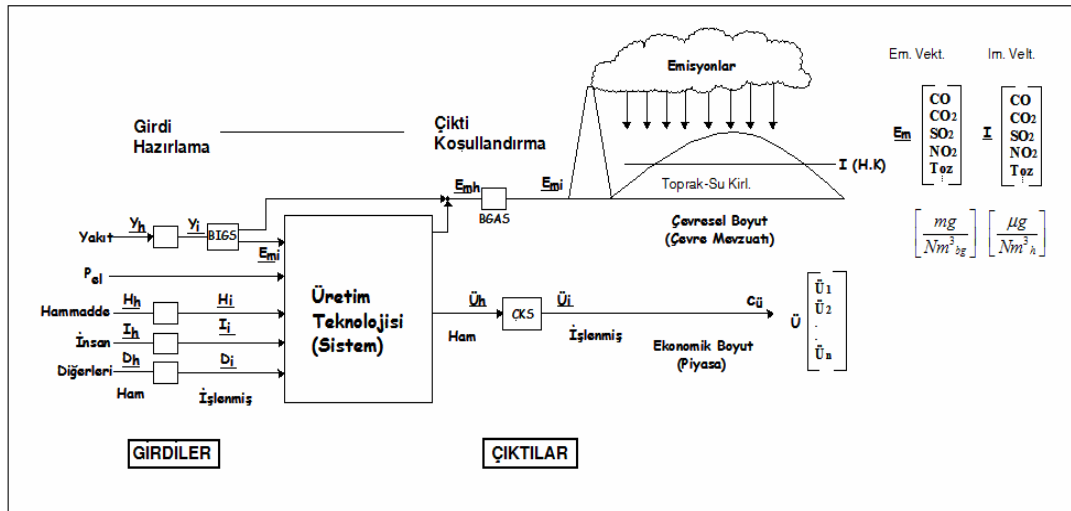 Em. Vekt.
Im. Velt.
Emisyonlar
CO
CO2
SO2
NO2
Toz
Em
CO
CO2
SO2
NO2
Toz
I
Girdi
Hazırlama
Çıkti
Koşullandırma
I (H.K)
Toprak-Su Kirl.
Emh
BGAS
Emi
Çevresel Boyut
(Çevre Mevzuatı)
[mg/Nm³bg]
[µg/Nm³h]
Yakıt
Yh
Yi
BIGS
Emi
Pel
Hammadde
Hh
Hi
İnsan
Ih
Ii
Diğerleri
Dh
Di
Ham
İşlenmiş
Üretim
Teknolojisi
(Sistem)
Üh
ÇKS
Üi
Cü
Ham
İşlenmiş
Ekonomik Boyut
(Piyasa)
Ü
Ü1
Ü2
.
.
Ün
GİRDİLER
ÇIKTILAR